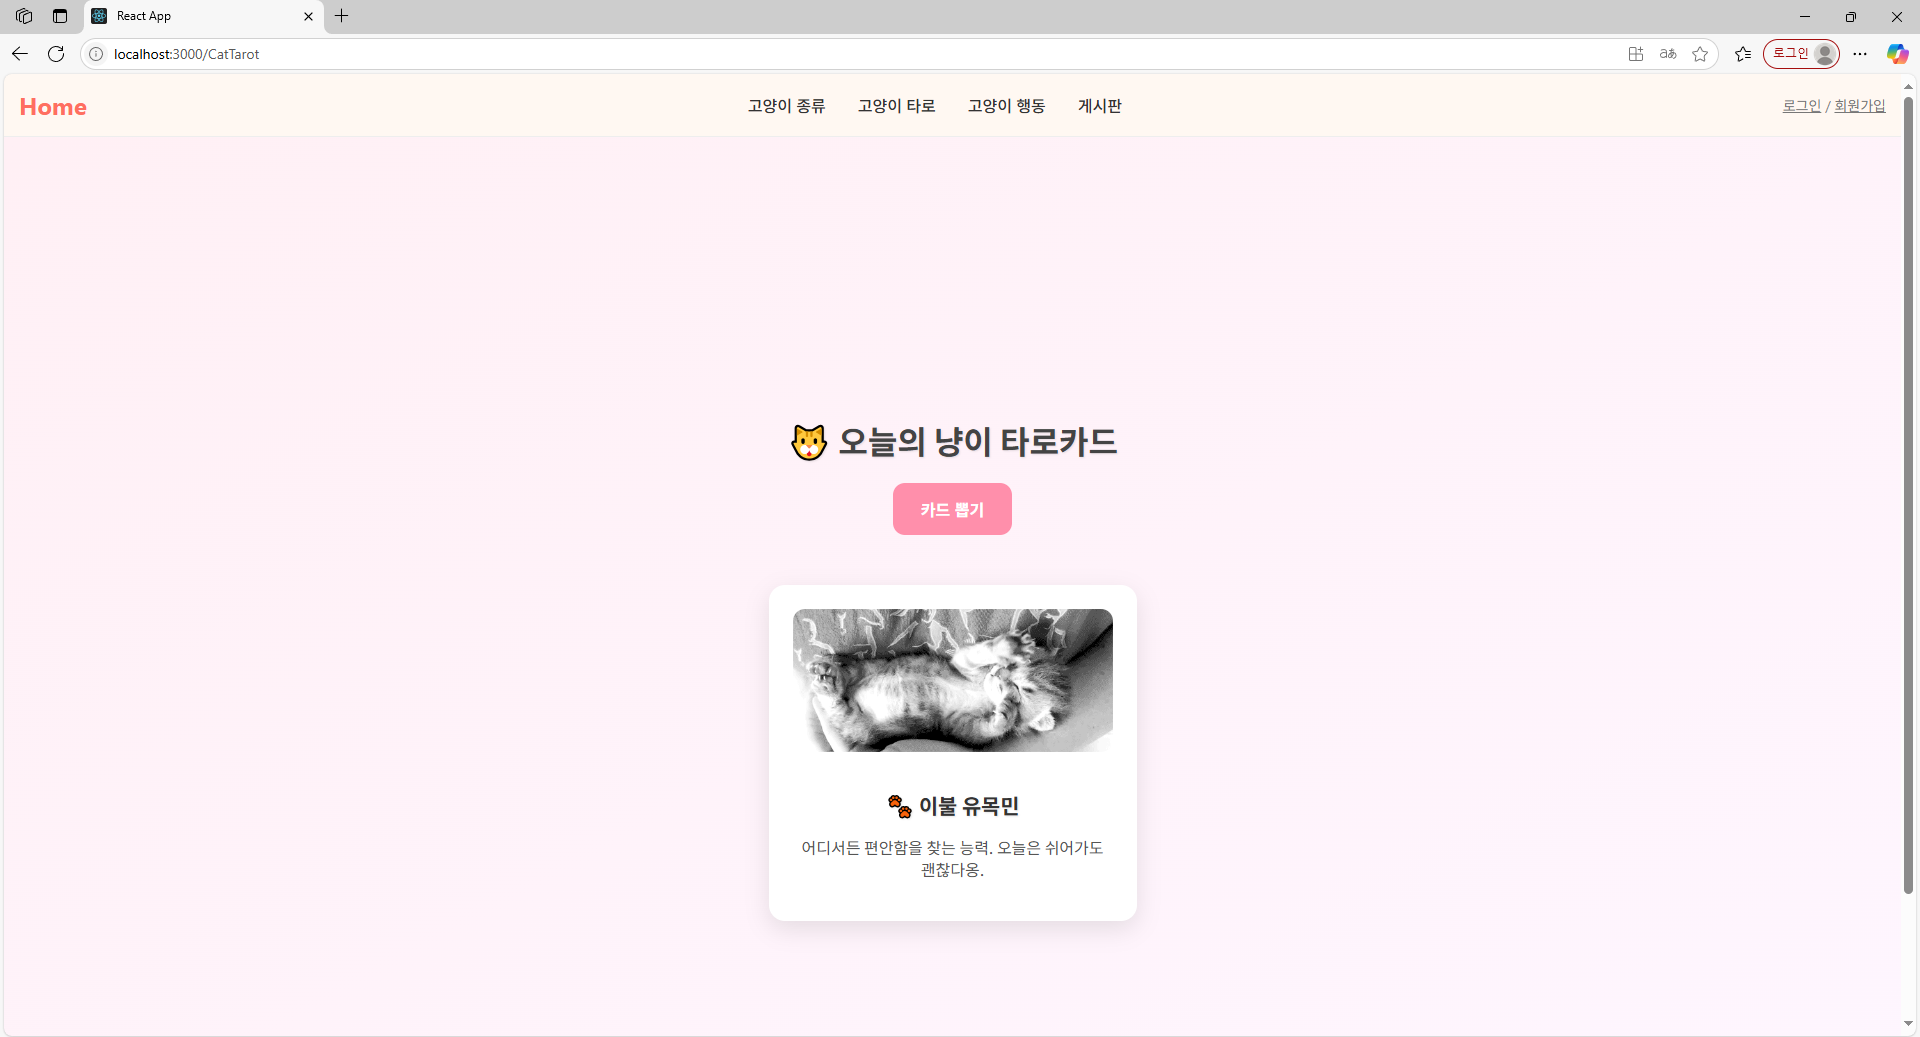 React App
localhost:3000/CatTarot
로그인
Home
고양이 종류 고양이 타로 고양이 행동 게시판
로그인 / 회원가입
오늘의 냥이 타로카드
카드 뽑기
이불 유목민
어디서든 편안함을 찾는 능력. 오늘은 쉬어가도
괜찮다옹.